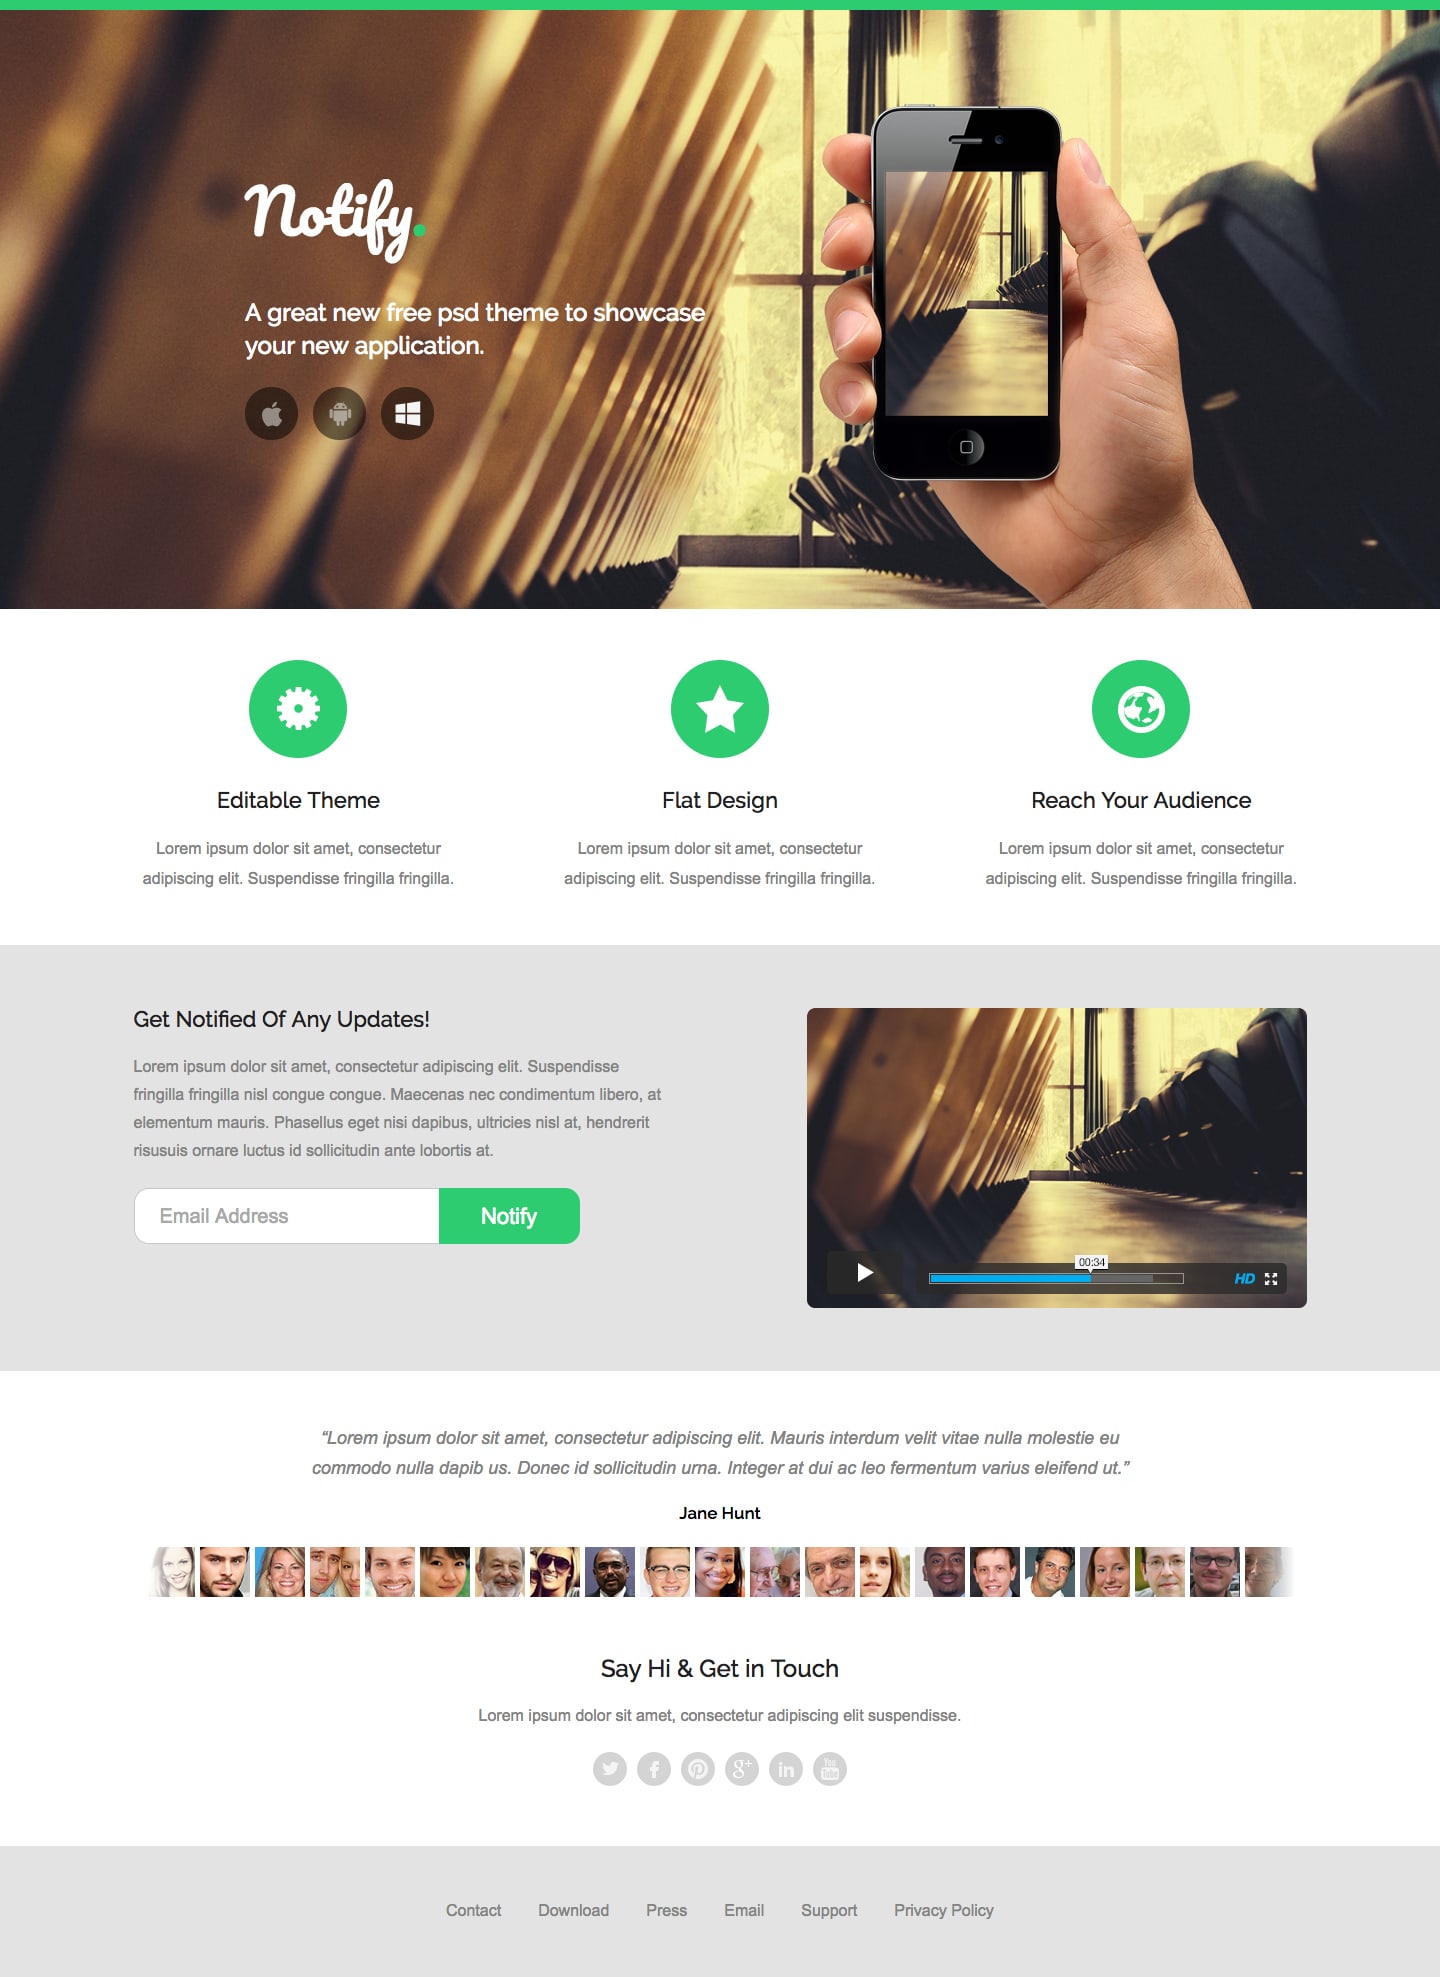 Notify.
A great new free psd theme to showcase
your new application.
Editable Theme
Lorem ipsum dolor sit amet, consectetur
adipiscing elit. Suspendisse fringilla fringilla.
Flat Design
Lorem ipsum dolor sit amet, consectetur
adipiscing elit. Suspendisse fringilla fringilla.
Reach Your Audience
Lorem ipsum dolor sit amet, consectetur
adipiscing elit. Suspendisse fringilla fringilla.
Get Notified Of Any Updates!
Lorem ipsum dolor sit amet, consectetur adipiscing elit. Suspendisse
fringilla fringilla nisl congue congue. Maecenas nec condimentum libero, at
elementum mauris. Phasellus eget nisi dapibus, ultricies nisl at, hendrerit
risusuis ornare luctus id sollicitudin ante lobortis at.
Email Address
Notify
00:34
HD
“Lorem ipsum dolor sit amet, consectetur adipiscing elit. Mauris interdum velit vitae nulla molestie eu
commodo nulla dapib us. Donec id sollicitudin urna. Integer at dui ac leo fermentum varius eleifend ut.”
Jane Hunt
Say Hi & Get in Touch
Lorem ipsum dolor sit amet, consectetur adipiscing elit suspendisse.
g+
in
You
Tube
Contact
Download
Press
Email
Support
Privacy Policy